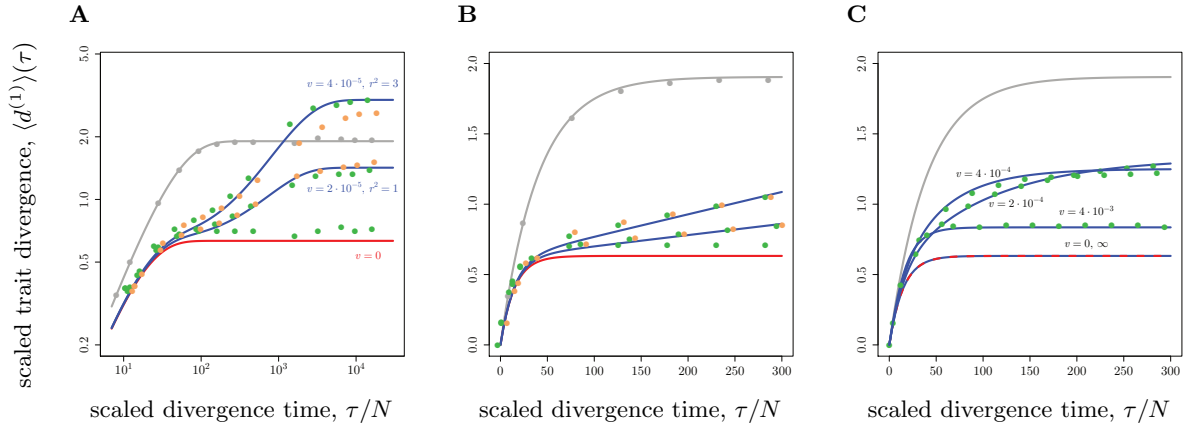 A
B
C
scaled trait divergence, ⟨d⁽¹⁾⟩(τ)
5.0
2.0
1.0
0.5
0.2
v = 4 · 10⁻⁵, r² = 3
v = 2 · 10⁻⁵, r² = 1
v = 0
10¹
10²
10³
10⁴
scaled divergence time, τ/N
2.0
1.5
1.0
0.5
0.0
0
50
100
150
200
250
300
scaled divergence time, τ/N
2.0
1.5
1.0
0.5
0.0
v = 4 · 10⁻⁴
v = 2 · 10⁻⁴
v = 4 · 10⁻³
v = 0, ∞
0
50
100
150
200
250
300
scaled divergence time, τ/N